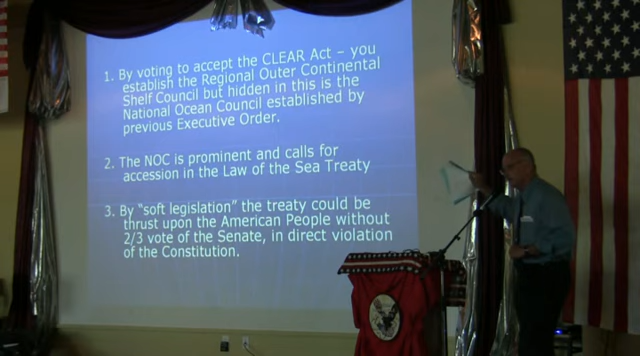 1. By voting to accept the CLEAR Act – you
establish the Regional Outer Continental
Shelf Council but hidden in this is the
National Ocean Council established by
previous Executive Order.
2. The NOC is prominent and calls for
accession in the Law of the Sea Treaty
3. By “soft legislation” the treaty could be
thrust upon the American People without
2/3 vote of the Senate, in direct violation
of the Constitution.